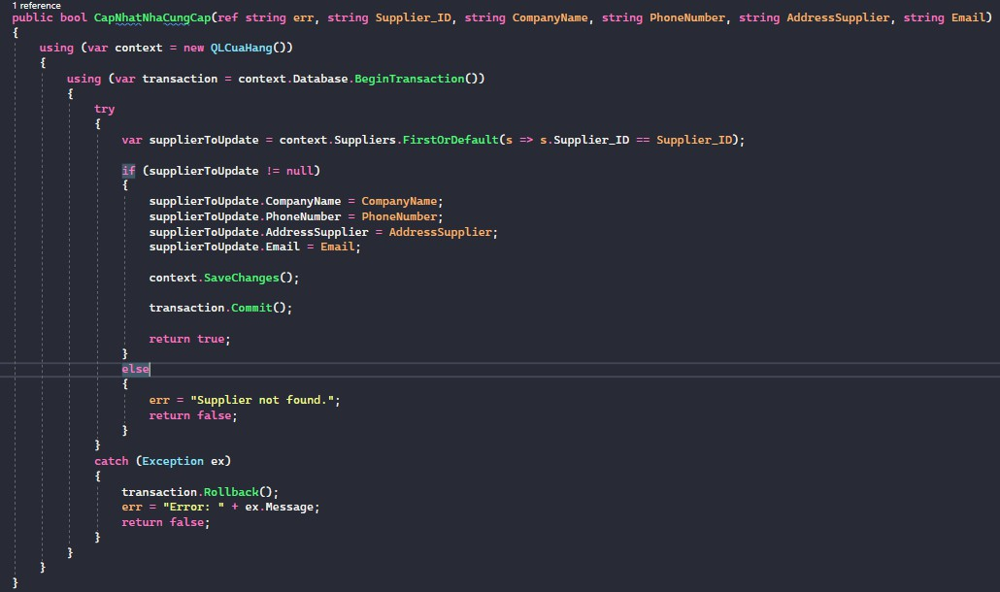 1 reference
public bool CapNhatNhaCungCap(ref string err, string Supplier_ID, string CompanyName, string PhoneNumber, string AddressSupplier, string Email)
{
using (var context = new QLCuaHang())
{
using (var transaction = context.Database.BeginTransaction())
{
try
{
var supplierToUpdate = context.Suppliers.FirstOrDefault(s => s.Supplier_ID == Supplier_ID);
if (supplierToUpdate != null)
{
supplierToUpdate.CompanyName = CompanyName;
supplierToUpdate.PhoneNumber = PhoneNumber;
supplierToUpdate.AddressSupplier = AddressSupplier;
supplierToUpdate.Email = Email;
context.SaveChanges();
transaction.Commit();
return true;
}
else
{
err = "Supplier not found.";
return false;
}
}
catch (Exception ex)
{
transaction.Rollback();
err = "Error: " + ex.Message;
return false;
}
}
}
}